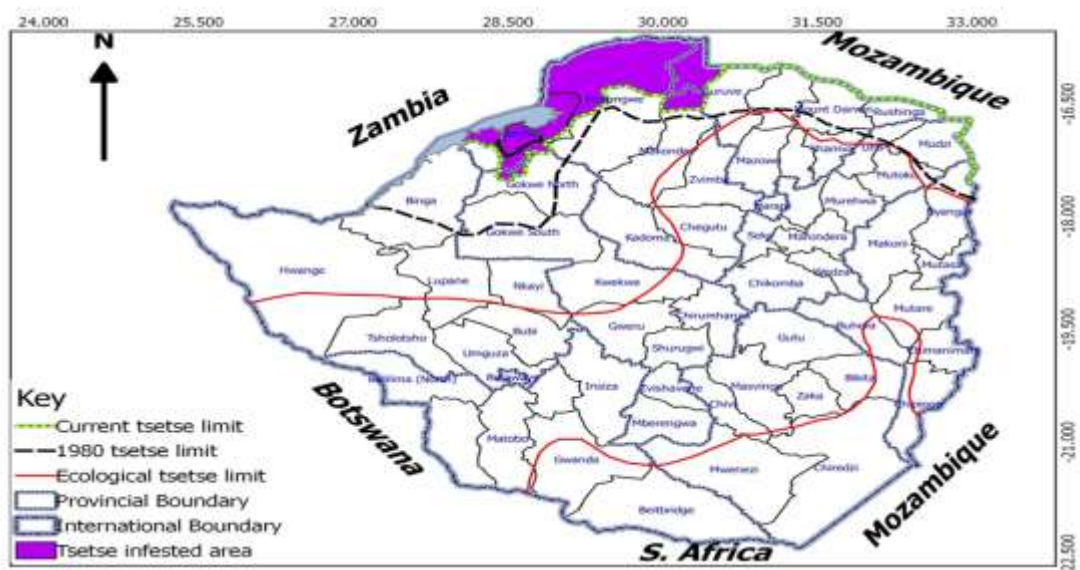 24.000 25.500 27.000 28.500 30.000 31.500 33.000
N
Zambia
Mozambique
-16.500
-18.000
-19.500
-21.000
-22.500
Guruve
Mount Darwin
Rushinga
Makonde
Mazowe
Mudzi
Mutoko
Zvimba
Gokwe North
Binga
Murehwa
Nyanga
Chegutu
Gokwe South
Kadoma
Seke
Marondera
Makoni
Hwange
Mutasa
Lupane
Nkayi
Kwekwe
Chikomba
Mutare
Chirumhanzu
Gweru
Buhera
Tsholotsho
Bubi
Gutu
Umguza
Shurugwi
Insiza
Zvishavane
Masvingo
Bikita
Zaka
Chivi
Mberengwa
Matobo
Gwanda
Mwenezi
Chiredzi
Beitbridge
Botswana
Mozambique
S. Africa
Key
Current tsetse limit
1980 tsetse limit
Ecological tsetse limit
Provincial Boundary
International Boundary
Tsetse infested area